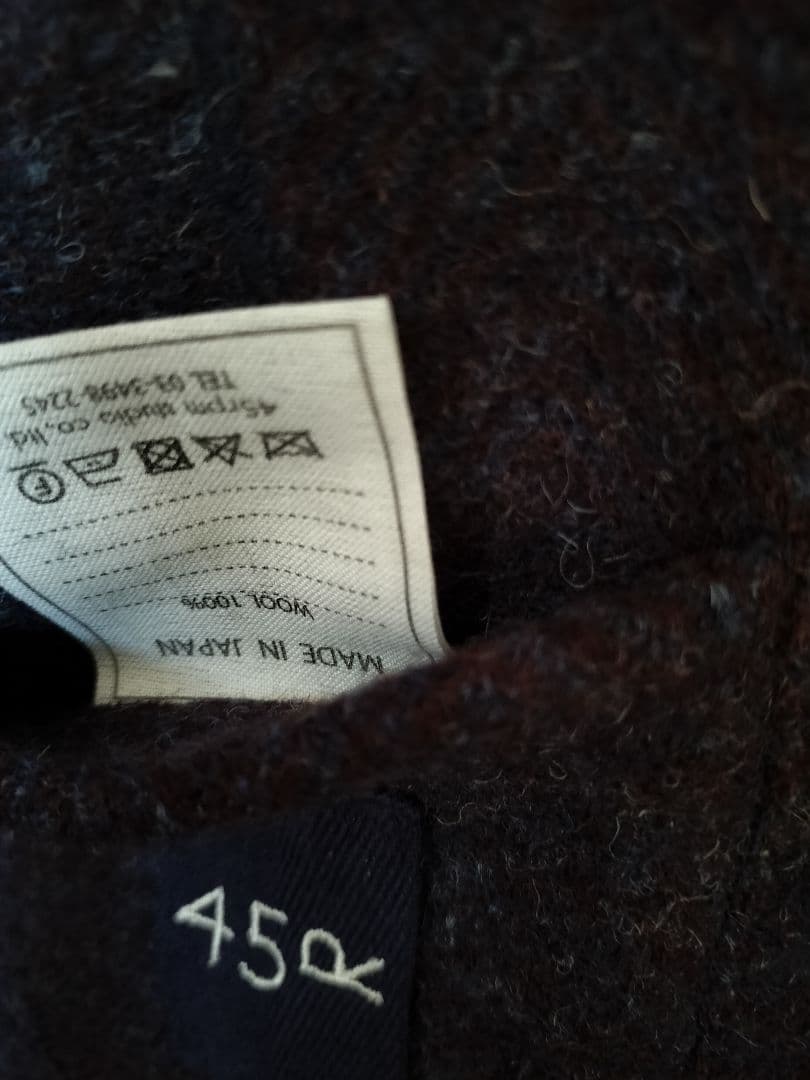 MADE IN JAPAN
WOOL 100%
F
45rpm studio co.,ltd.
TEL 03-3498-2245
45R